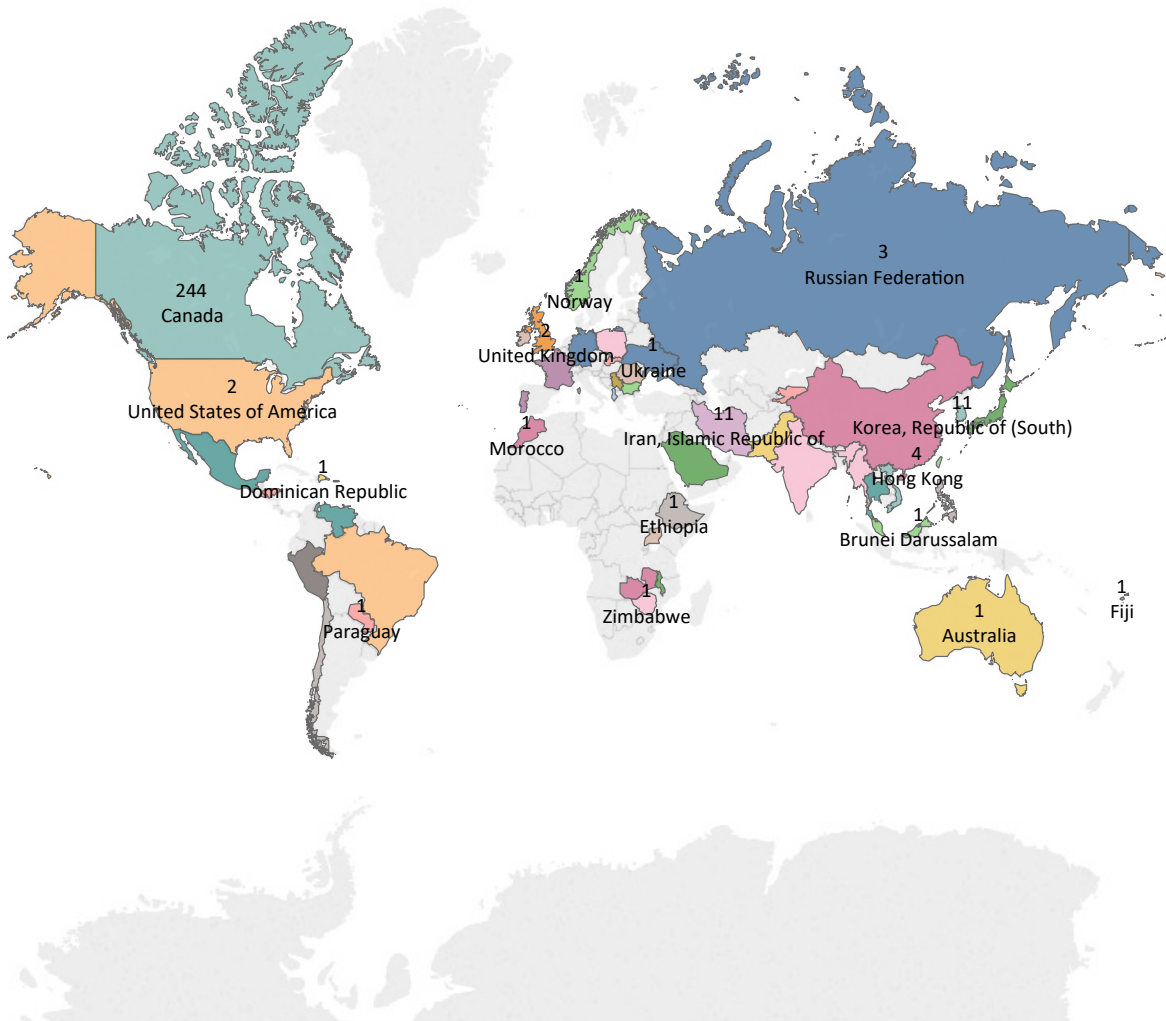 3
Russian Federation
1
Norway
244
Canada
2
United Kingdom
1
Ukraine
2
United States of America
11
Korea, Republic of (South)
11
Iran, Islamic Republic of
1
Morocco
4
Hong Kong
1
Dominican Republic
1
Ethiopia
1
Brunei Darussalam
1
Zimbabwe
1
Fiji
1
Australia
1
Paraguay